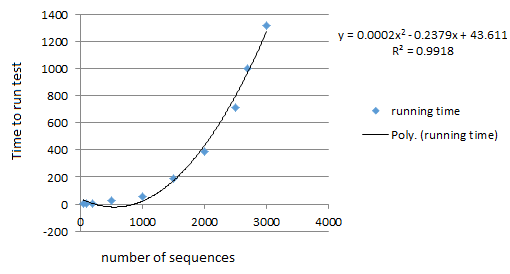 1400
1200
1000
800
600
400
200
0
-200
0
1000
2000
3000
4000
Time to run test
number of sequences
y = 0.0002x² - 0.2379x + 43.611
R² = 0.9918
running time
Poly. (running time)